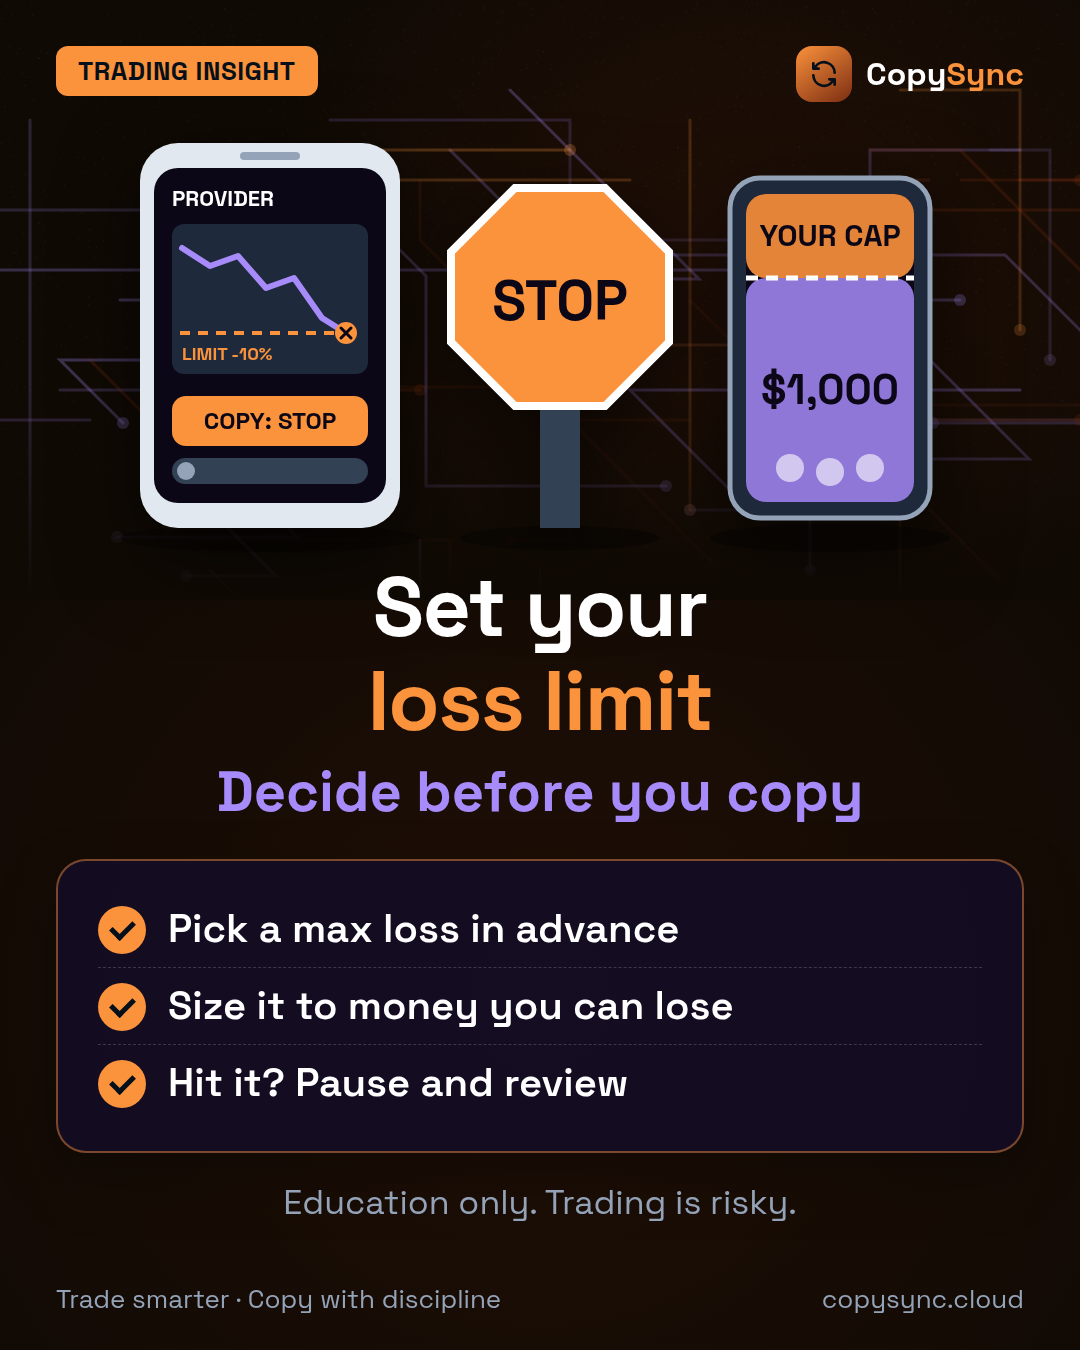 TRADING INSIGHT
CopySync
PROVIDER
LIMIT -10%
COPY: STOP
STOP
YOUR CAP
$1,000
Set your
loss limit
Decide before you copy
Pick a max loss in advance
Size it to money you can lose
Hit it? Pause and review
Education only. Trading is risky.
Trade smarter · Copy with discipline
copysync.cloud